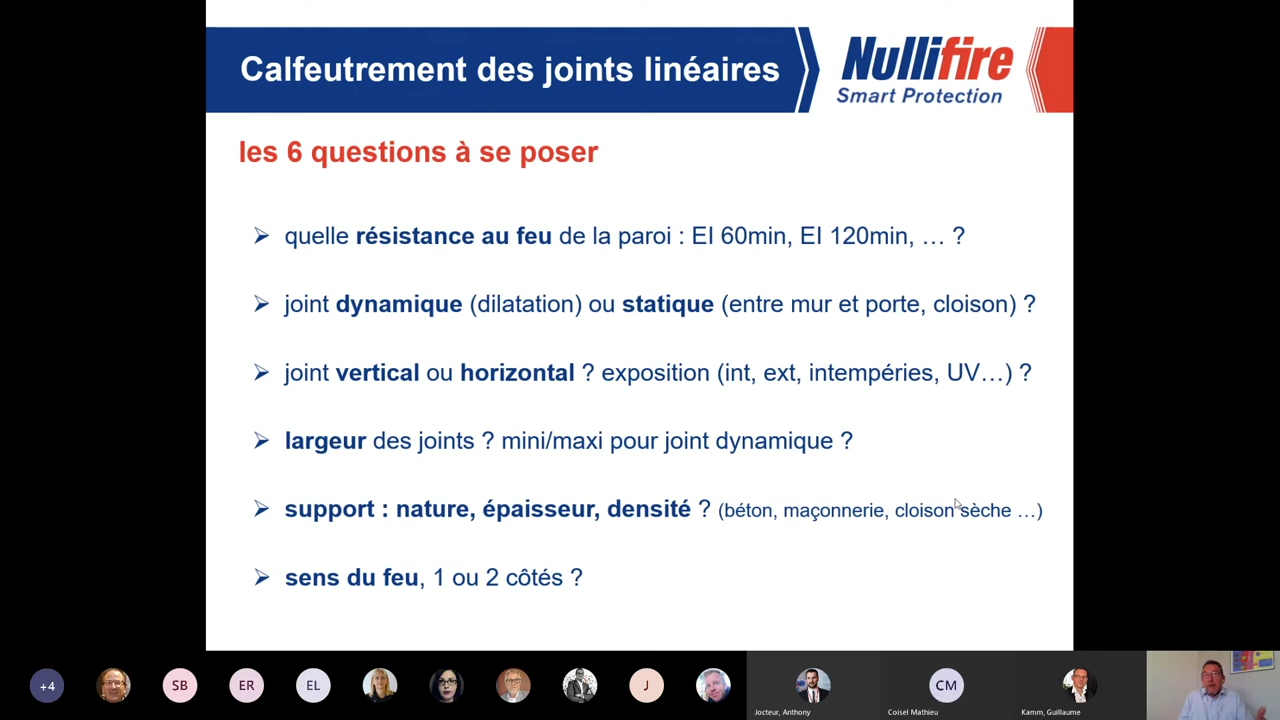 Calfeutrement des joints linéaires
Nullifire
Smart Protection
les 6 questions à se poser
quelle résistance au feu de la paroi : EI 60min, EI 120min, … ?
joint dynamique (dilatation) ou statique (entre mur et porte, cloison) ?
joint vertical ou horizontal ? exposition (int, ext, intempéries, UV…) ?
largeur des joints ? mini/maxi pour joint dynamique ?
support : nature, épaisseur, densité ? (béton, maçonnerie, cloison sèche …)
sens du feu, 1 ou 2 côtés ?
+4
SB
ER
EL
J
CM
Jocteur, Anthony
Coisel Mathieu
Kamm, Guillaume